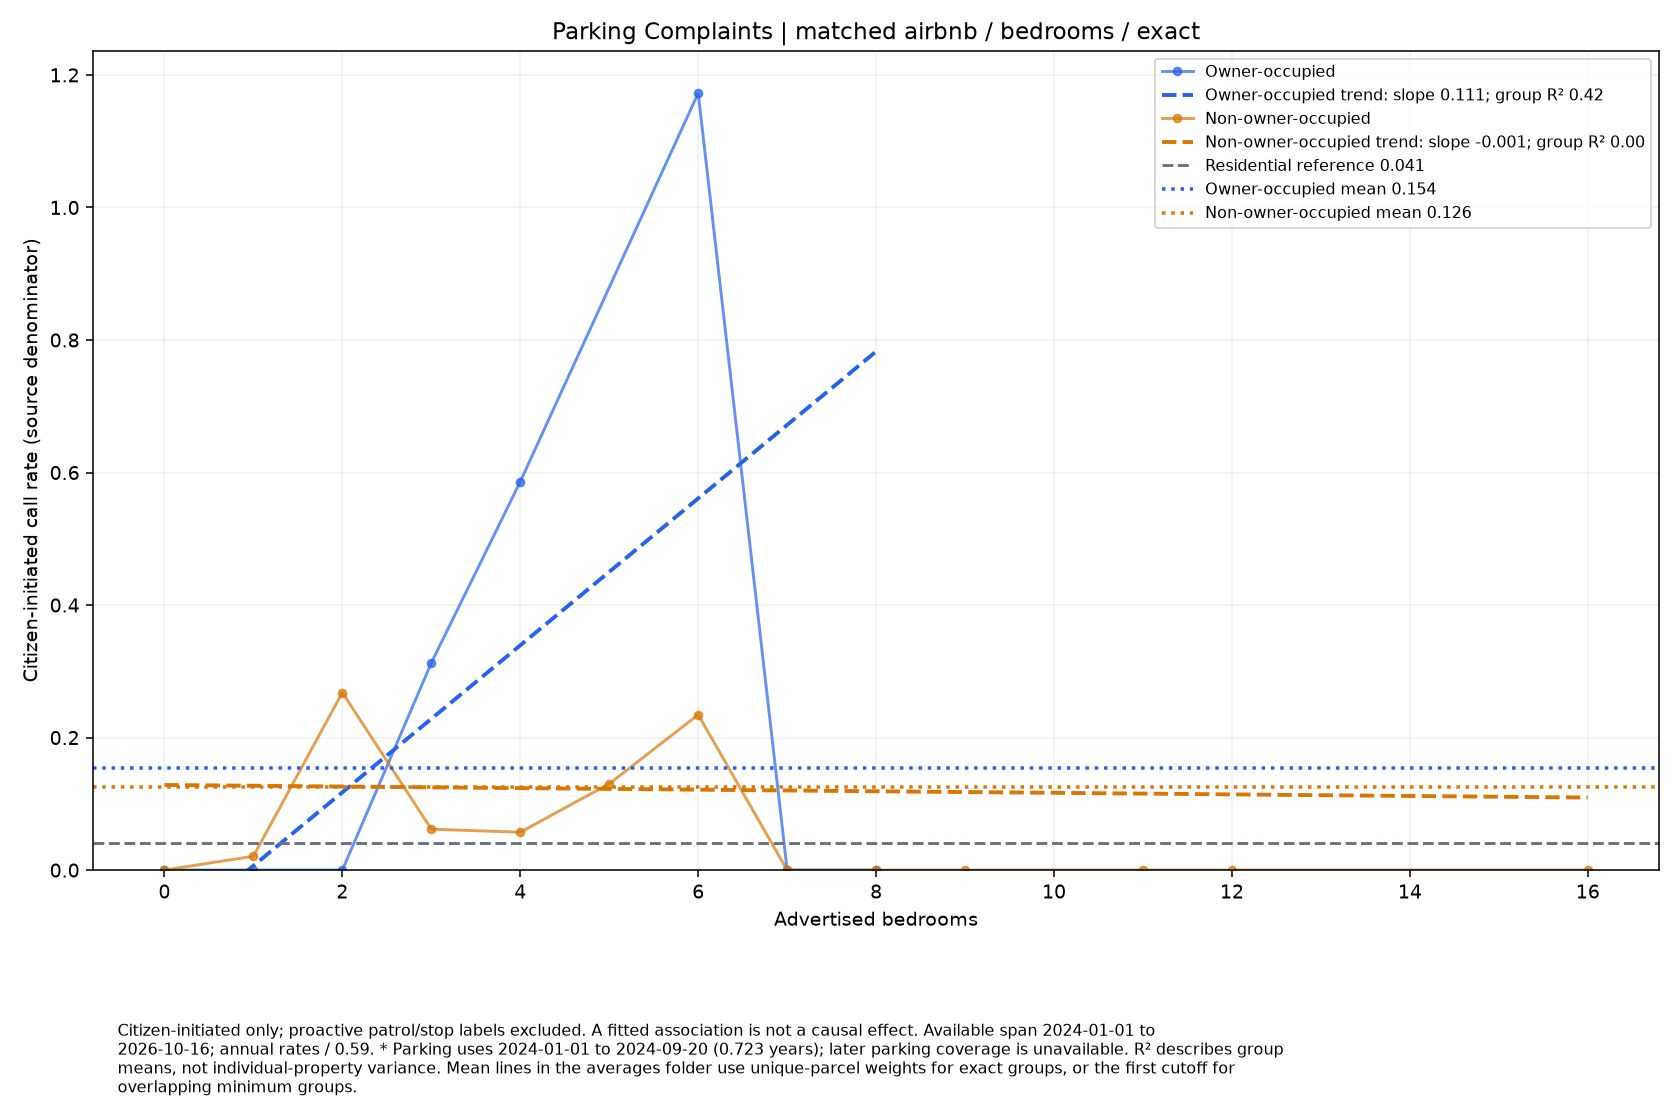 Parking Complaints | matched airbnb / bedrooms / exact
Owner-occupied
Owner-occupied trend: slope 0.111; group R² 0.42
Non-owner-occupied
Non-owner-occupied trend: slope -0.001; group R² 0.00
Residential reference 0.041
Owner-occupied mean 0.154
Non-owner-occupied mean 0.126
Citizen-initiated call rate (source denominator)
1.2
1.0
0.8
0.6
0.4
0.2
0.0
0 2 4 6 8 10 12 14 16
Advertised bedrooms
Citizen-initiated only; proactive patrol/stop labels excluded. A fitted association is not a causal effect. Available span 2024-01-01 to
2026-10-16; annual rates / 0.59. * Parking uses 2024-01-01 to 2024-09-20 (0.723 years); later parking coverage is unavailable. R² describes group
means, not individual-property variance. Mean lines in the averages folder use unique-parcel weights for exact groups, or the first cutoff for
overlapping minimum groups.